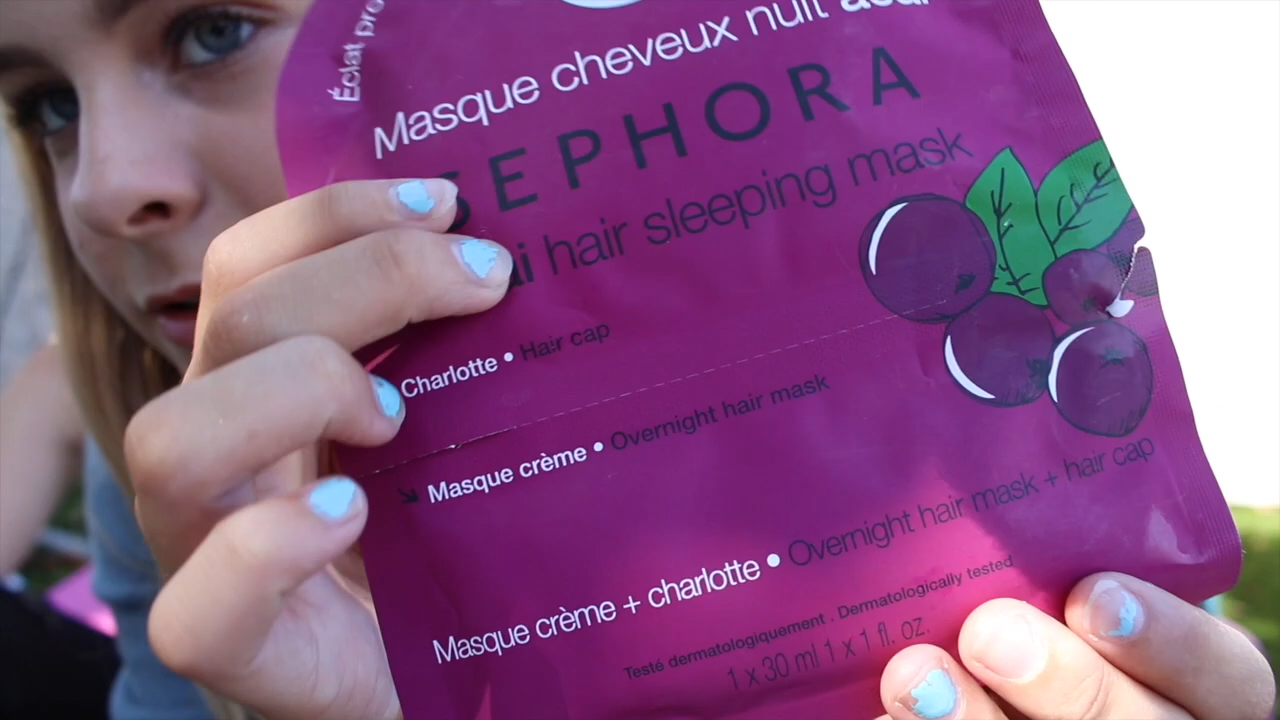 Éclat
Masque cheveux nuit
SEPHORA
hair sleeping mask
Charlotte • Hair cap
Masque crème • Overnight hair mask
Masque crème + charlotte • Overnight hair mask + hair cap
Testé dermatologiquement . Dermatologically tested
1 x 30 ml 1 x 1 fl. oz.